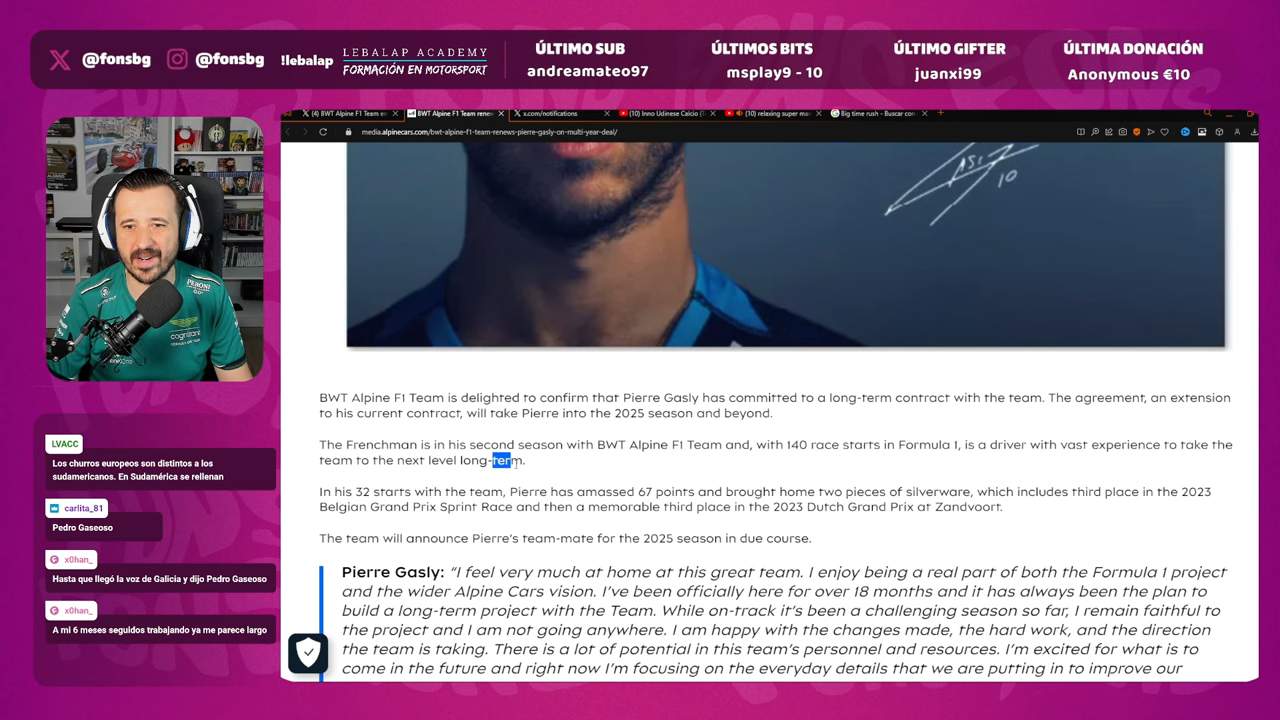 @fonsbg
@fonsbg
!lebalap
LEBALAP ACADEMY
FORMACIÓN EN MOTORSPORT
ÚLTIMO SUB
andreamateo97
ÚLTIMOS BITS
msplay9 - 10
ÚLTIMO GIFTER
juanxi99
ÚLTIMA DONACIÓN
Anonymous €10
(4) BWT Alpine F1 Team en
BWT Alpine F1 Team renew
x.com/notifications
(10) Inno Udinese Calcio (T
(10) relaxing super mar
Big time rush - Buscar con
media.alpinecars.com/bwt-alpine-f1-team-renews-pierre-gasly-on-multi-year-deal/
10
PERONI
0.0
cognizant
LVACC
Los churros europeos son distintos a los
sudamericanos. En Sudamérica se rellenan
carlita_81
Pedro Gaseoso
x0han_
Hasta que llegó la voz de Galicia y dijo Pedro Gaseoso
x0han_
A mi 6 meses seguidos trabajando ya me parece largo
BWT Alpine F1 Team is delighted to confirm that Pierre Gasly has committed to a long-term contract with the team. The agreement, an extension
to his current contract, will take Pierre into the 2025 season and beyond.
The Frenchman is in his second season with BWT Alpine F1 Team and, with 140 race starts in Formula 1, is a driver with vast experience to take the
team to the next level long-term.
In his 32 starts with the team, Pierre has amassed 67 points and brought home two pieces of silverware, which includes third place in the 2023
Belgian Grand Prix Sprint Race and then a memorable third place in the 2023 Dutch Grand Prix at Zandvoort.
The team will announce Pierre's team-mate for the 2025 season in due course.
Pierre Gasly: "I feel very much at home at this great team. I enjoy being a real part of both the Formula 1 project
and the wider Alpine Cars vision. I've been officially here for over 18 months and it has always been the plan to
build a long-term project with the Team. While on-track it's been a challenging season so far, I remain faithful to
the project and I am not going anywhere. I am happy with the changes made, the hard work, and the direction
the team is taking. There is a lot of potential in this team's personnel and resources. I'm excited for what is to
come in the future and right now I'm focusing on the everyday details that we are putting in to improve our